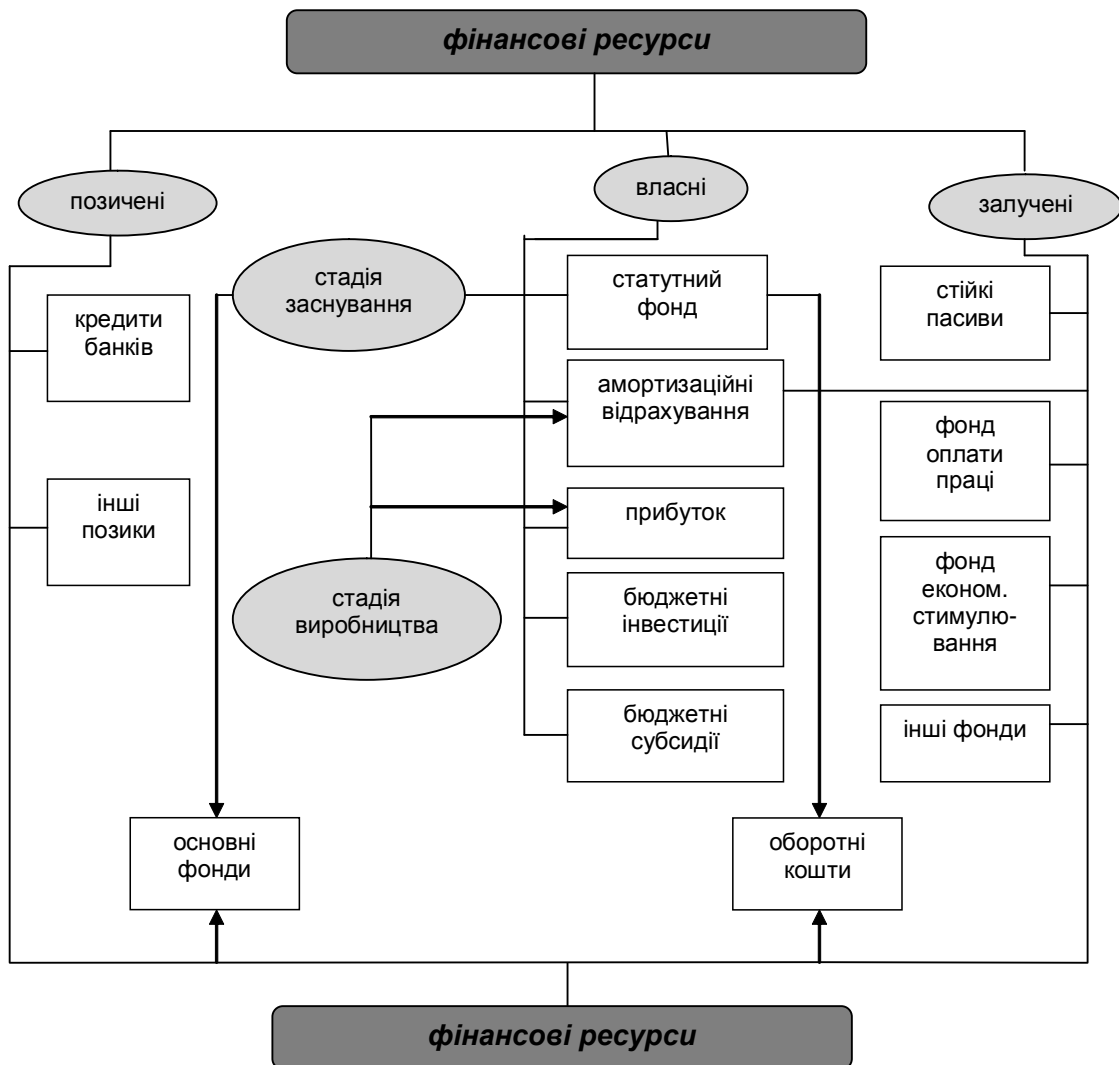 фінансові ресурси
позичені
власні
залучені
стадія
заснування
статутний
фонд
стійкі
пасиви
кредити
банків
амортизаційні
відрахування
фонд
оплати
праці
інші
позики
прибуток
фонд
економ.
стимулю-
вання
стадія
виробництва
бюджетні
інвестиції
бюджетні
субсидії
інші фонди
основні
фонди
оборотні
кошти
фінансові ресурси